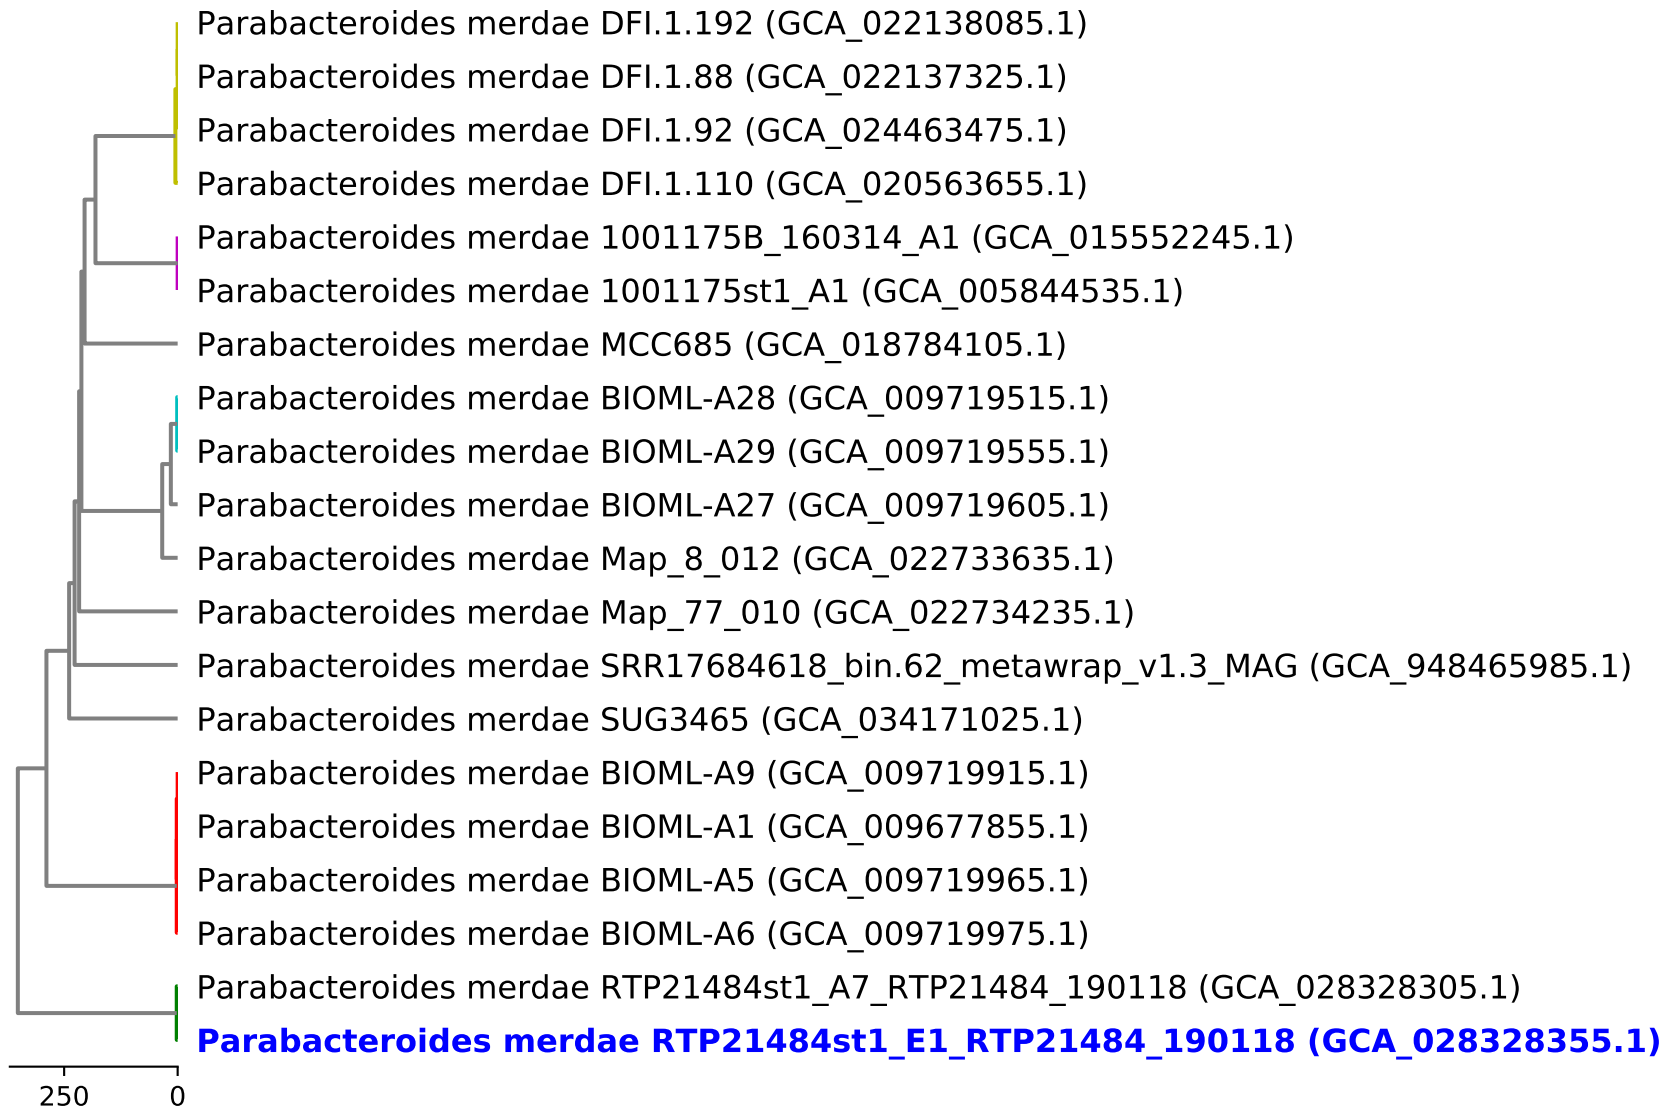 Parabacteroides merdae DFI.1.192 (GCA_022138085.1)
Parabacteroides merdae DFI.1.88 (GCA_022137325.1)
Parabacteroides merdae DFI.1.92 (GCA_024463475.1)
Parabacteroides merdae DFI.1.110 (GCA_020563655.1)
Parabacteroides merdae 1001175B_160314_A1 (GCA_015552245.1)
Parabacteroides merdae 1001175st1_A1 (GCA_005844535.1)
Parabacteroides merdae MCC685 (GCA_018784105.1)
Parabacteroides merdae BIOML-A28 (GCA_009719515.1)
Parabacteroides merdae BIOML-A29 (GCA_009719555.1)
Parabacteroides merdae BIOML-A27 (GCA_009719605.1)
Parabacteroides merdae Map_8_012 (GCA_022733635.1)
Parabacteroides merdae Map_77_010 (GCA_022734235.1)
Parabacteroides merdae SRR17684618_bin.62_metawrap_v1.3_MAG (GCA_948465985.1)
Parabacteroides merdae SUG3465 (GCA_034171025.1)
Parabacteroides merdae BIOML-A9 (GCA_009719915.1)
Parabacteroides merdae BIOML-A1 (GCA_009677855.1)
Parabacteroides merdae BIOML-A5 (GCA_009719965.1)
Parabacteroides merdae BIOML-A6 (GCA_009719975.1)
Parabacteroides merdae RTP21484st1_A7_RTP21484_190118 (GCA_028328305.1)
Parabacteroides merdae RTP21484st1_E1_RTP21484_190118 (GCA_028328355.1)
250 0